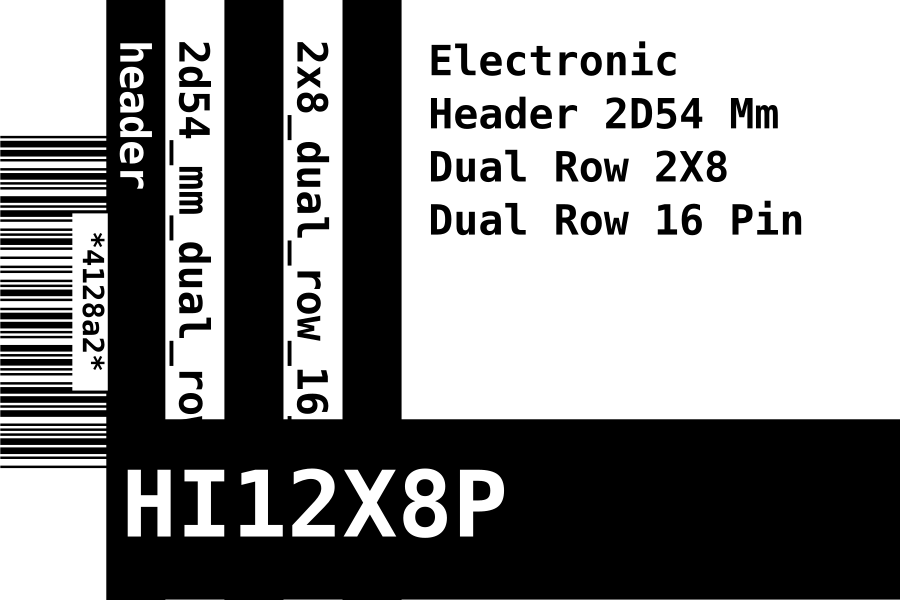 *4128a2*
header
2d54_mm_dual_ro
2x8_dual_row_16
Electronic
Header 2D54 Mm
Dual Row 2X8
Dual Row 16 Pin
HI12X8P